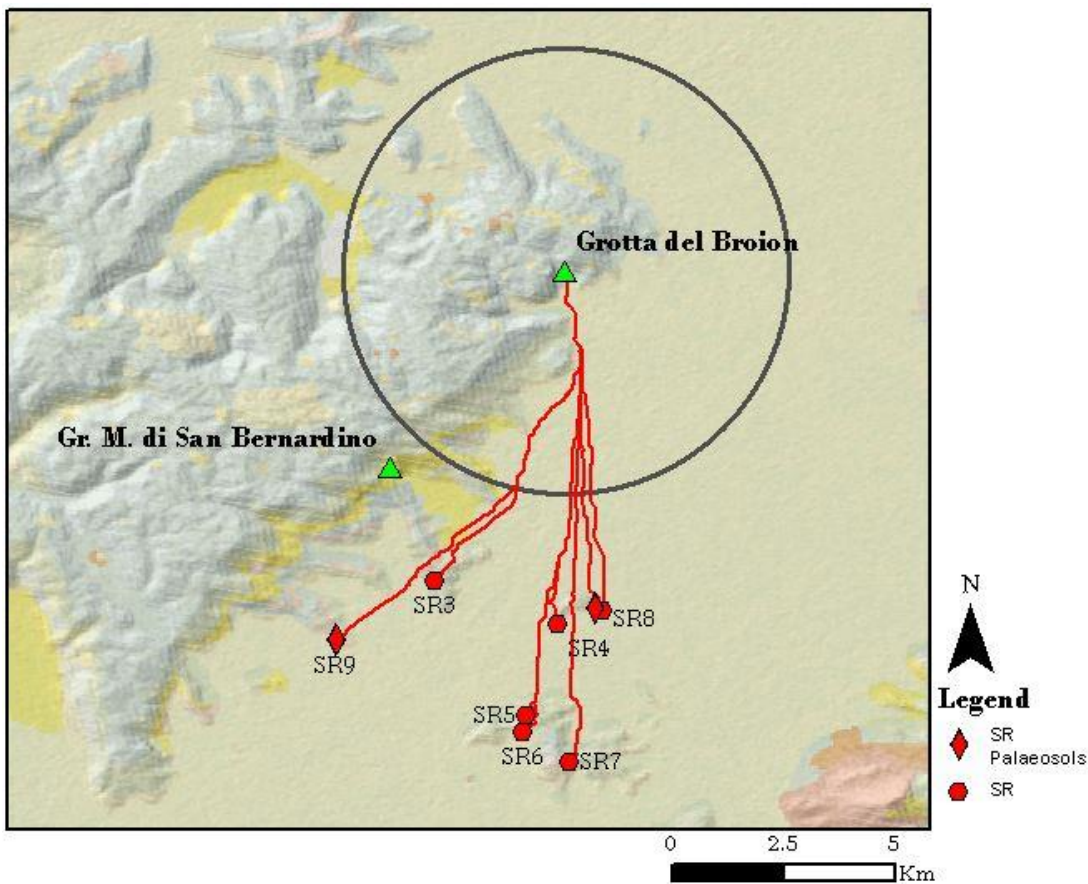 Grotta del Broion
Gr. M. di San Bernardino
SR3
SR8
SR4
SR9
SR5
SR6
SR7
N
Legend
SR
Palaeosols
SR
0 2.5 5
Km